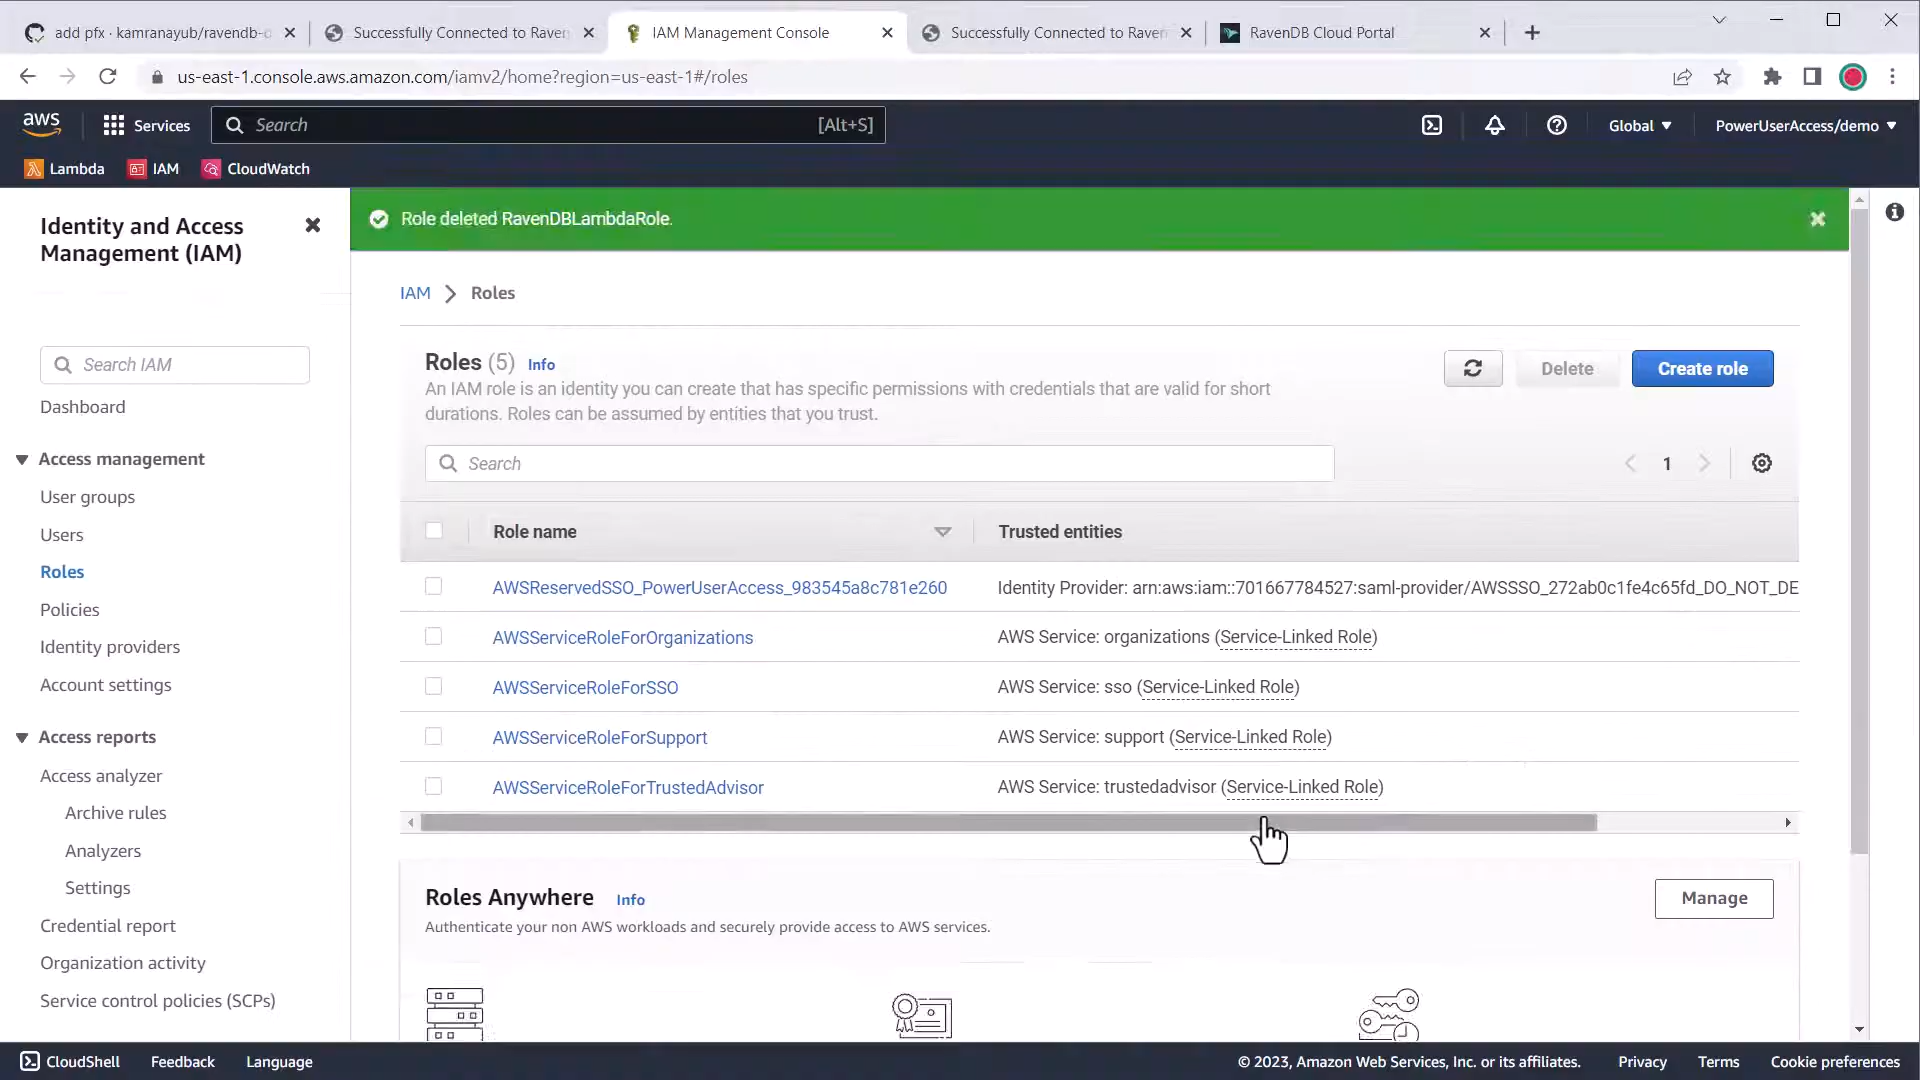 add pfx · kamranayub/ravendb-
Successfully Connected to Raven
IAM Management Console
Successfully Connected to Raven
RavenDB Cloud Portal
us-east-1.console.aws.amazon.com/iamv2/home?region=us-east-1#/roles
aws
Services
Search
[Alt+S]
Global
PowerUserAccess/demo
Lambda
IAM
CloudWatch
Identity and Access
Management (IAM)
Search IAM
Dashboard
Access management
User groups
Users
Roles
Policies
Identity providers
Account settings
Access reports
Access analyzer
Archive rules
Analyzers
Settings
Credential report
Organization activity
Service control policies (SCPs)
Role deleted RavenDBLambdaRole.
IAM > Roles
Roles (5) Info
An IAM role is an identity you can create that has specific permissions with credentials that are valid for short
durations. Roles can be assumed by entities that you trust.
Delete
Create role
Search
1
Role name Trusted entities
AWSReservedSSO_PowerUserAccess_983545a8c781e260 Identity Provider: arn:aws:iam::701667784527:saml-provider/AWSSSO_272ab0c1fe4c65fd_DO_NOT_DE
AWSServiceRoleForOrganizations AWS Service: organizations (Service-Linked Role)
AWSServiceRoleForSSO AWS Service: sso (Service-Linked Role)
AWSServiceRoleForSupport AWS Service: support (Service-Linked Role)
AWSServiceRoleForTrustedAdvisor AWS Service: trustedadvisor (Service-Linked Role)
Roles Anywhere Info
Authenticate your non AWS workloads and securely provide access to AWS services.
Manage
CloudShell
Feedback
Language
© 2023, Amazon Web Services, Inc. or its affiliates.
Privacy
Terms
Cookie preferences